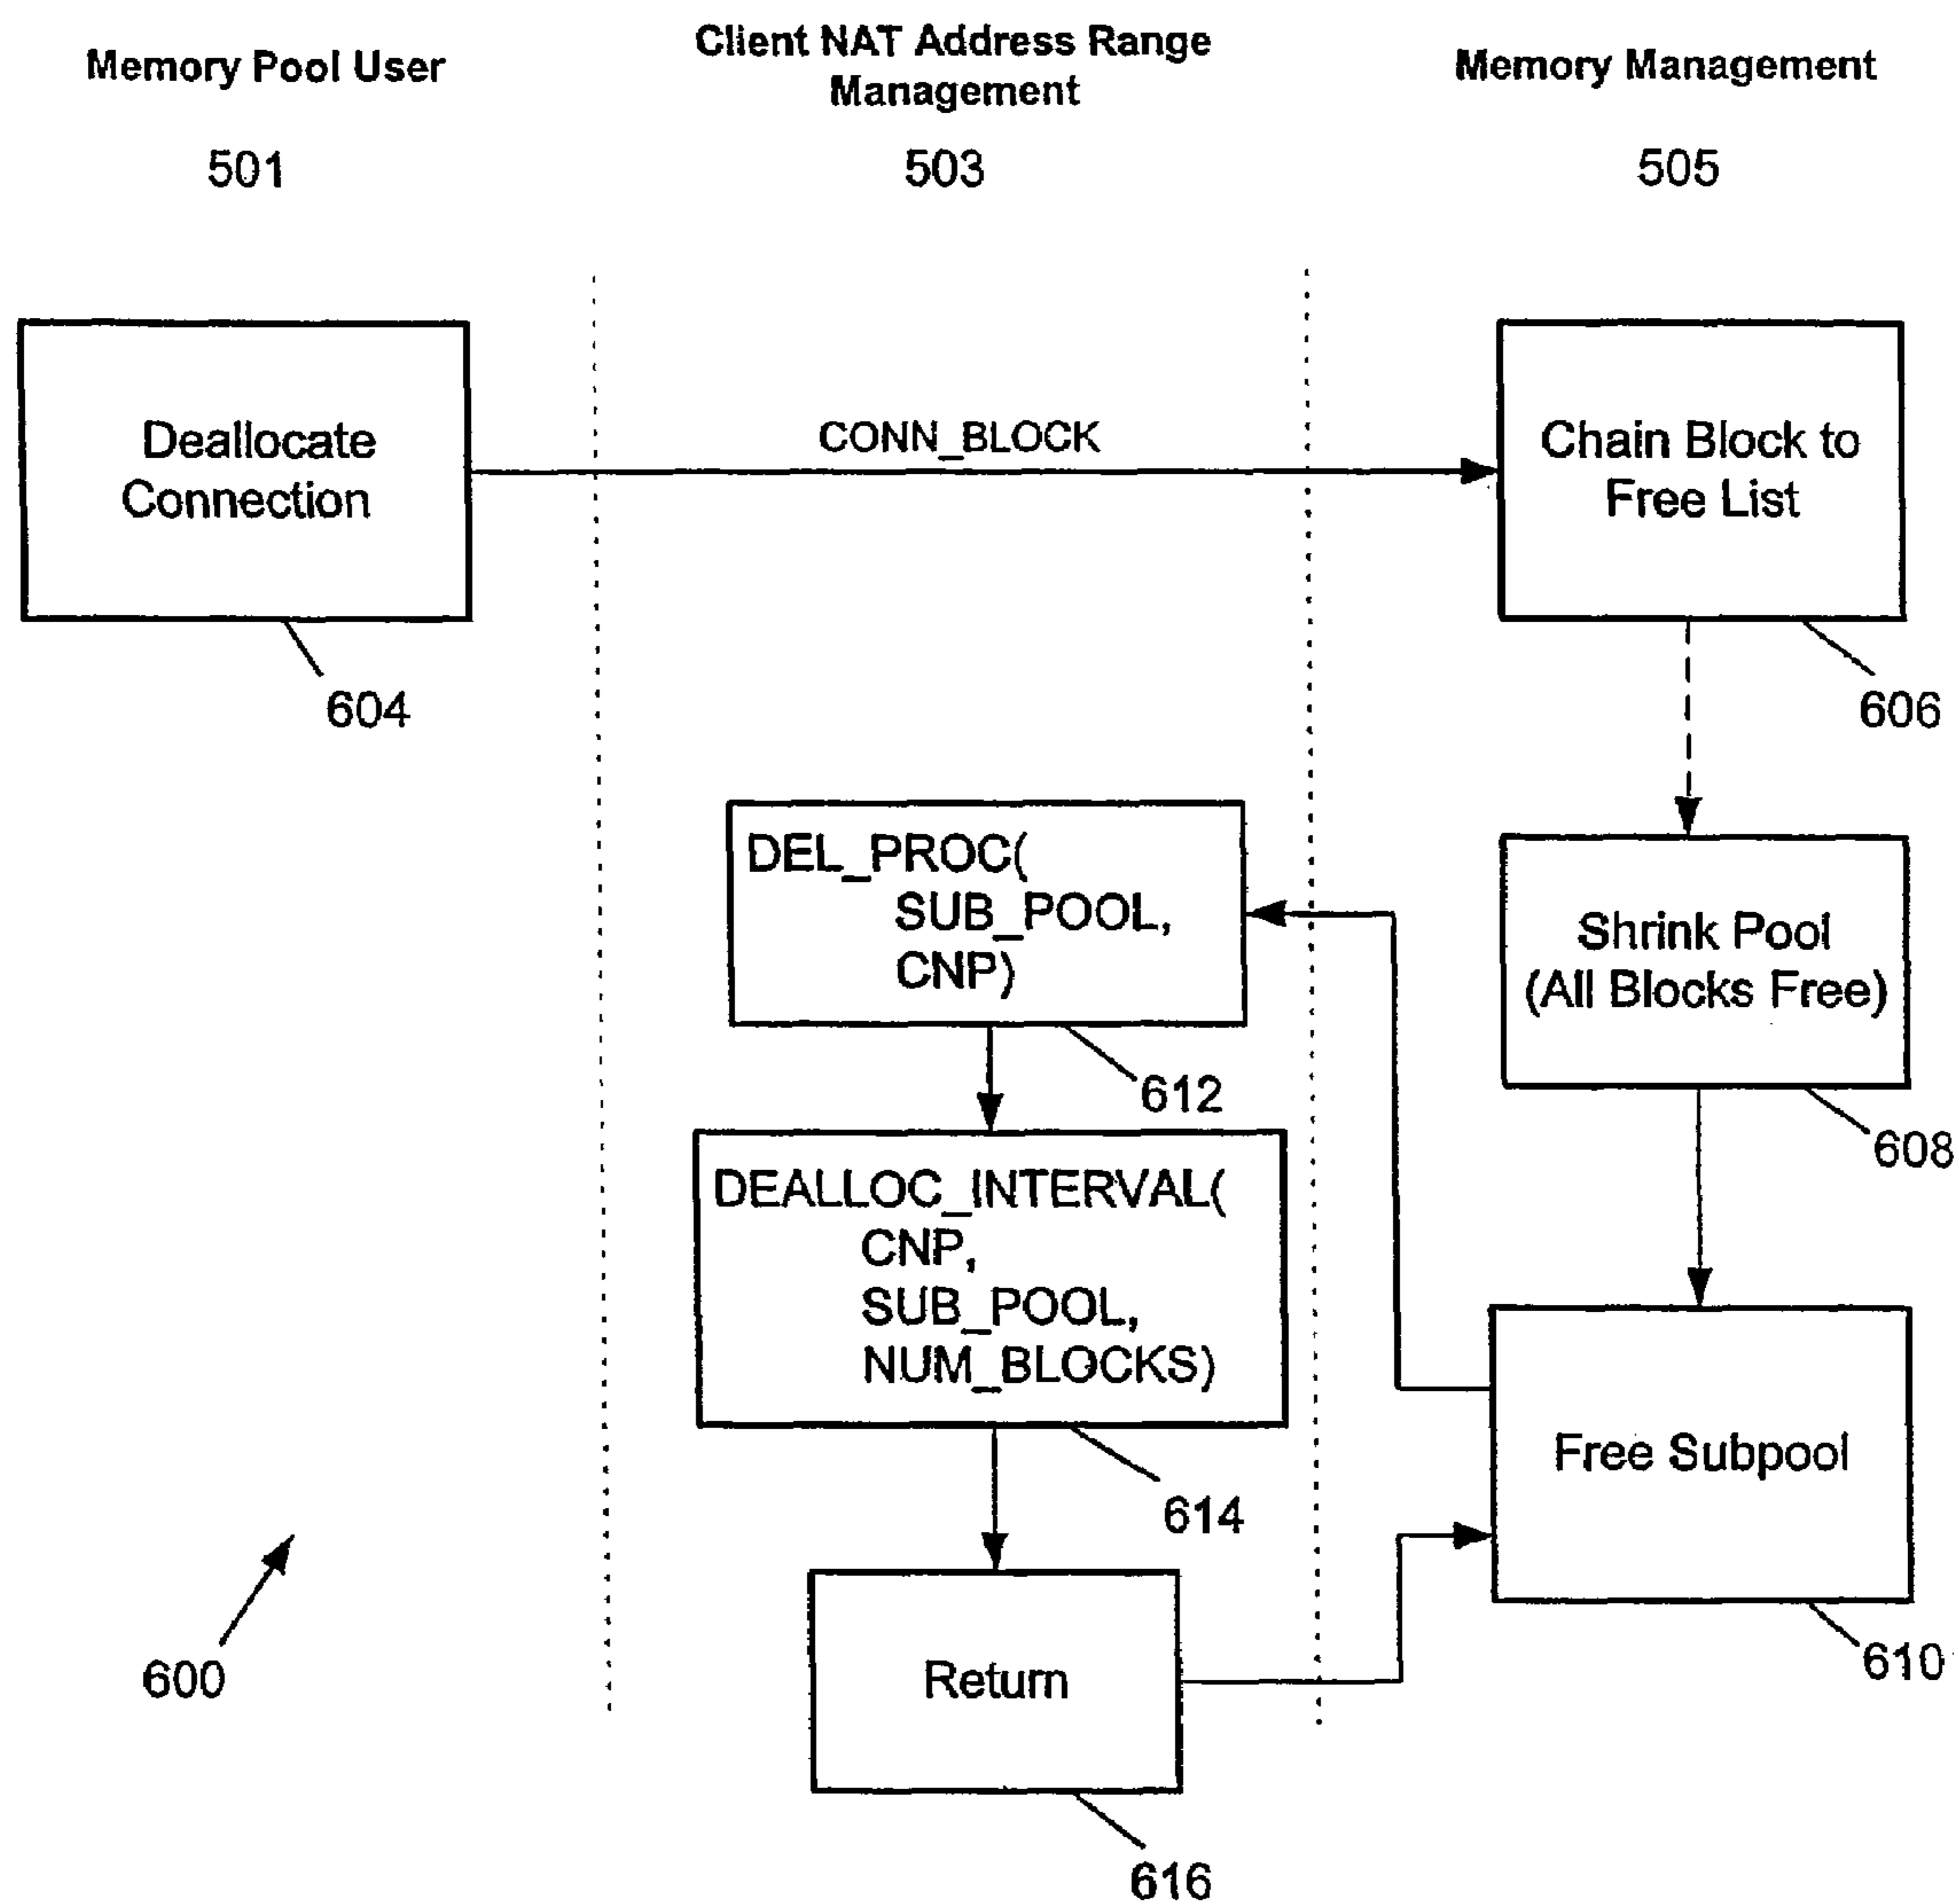 Memory Pool User
Client NAT Address Range
Management
Memory Management
501
503
505
Deallocate
Connection
CONN_BLOCK
Chain Block to
Free List
604
606
DEL_PROC(
SUB_POOL,
CNP)
Shrink Pool
(All Blocks Free)
612
608
DEALLOC_INTERVAL(
CNP,
SUB_POOL,
NUM_BLOCKS)
Free Subpool
614
600
Return
610
616